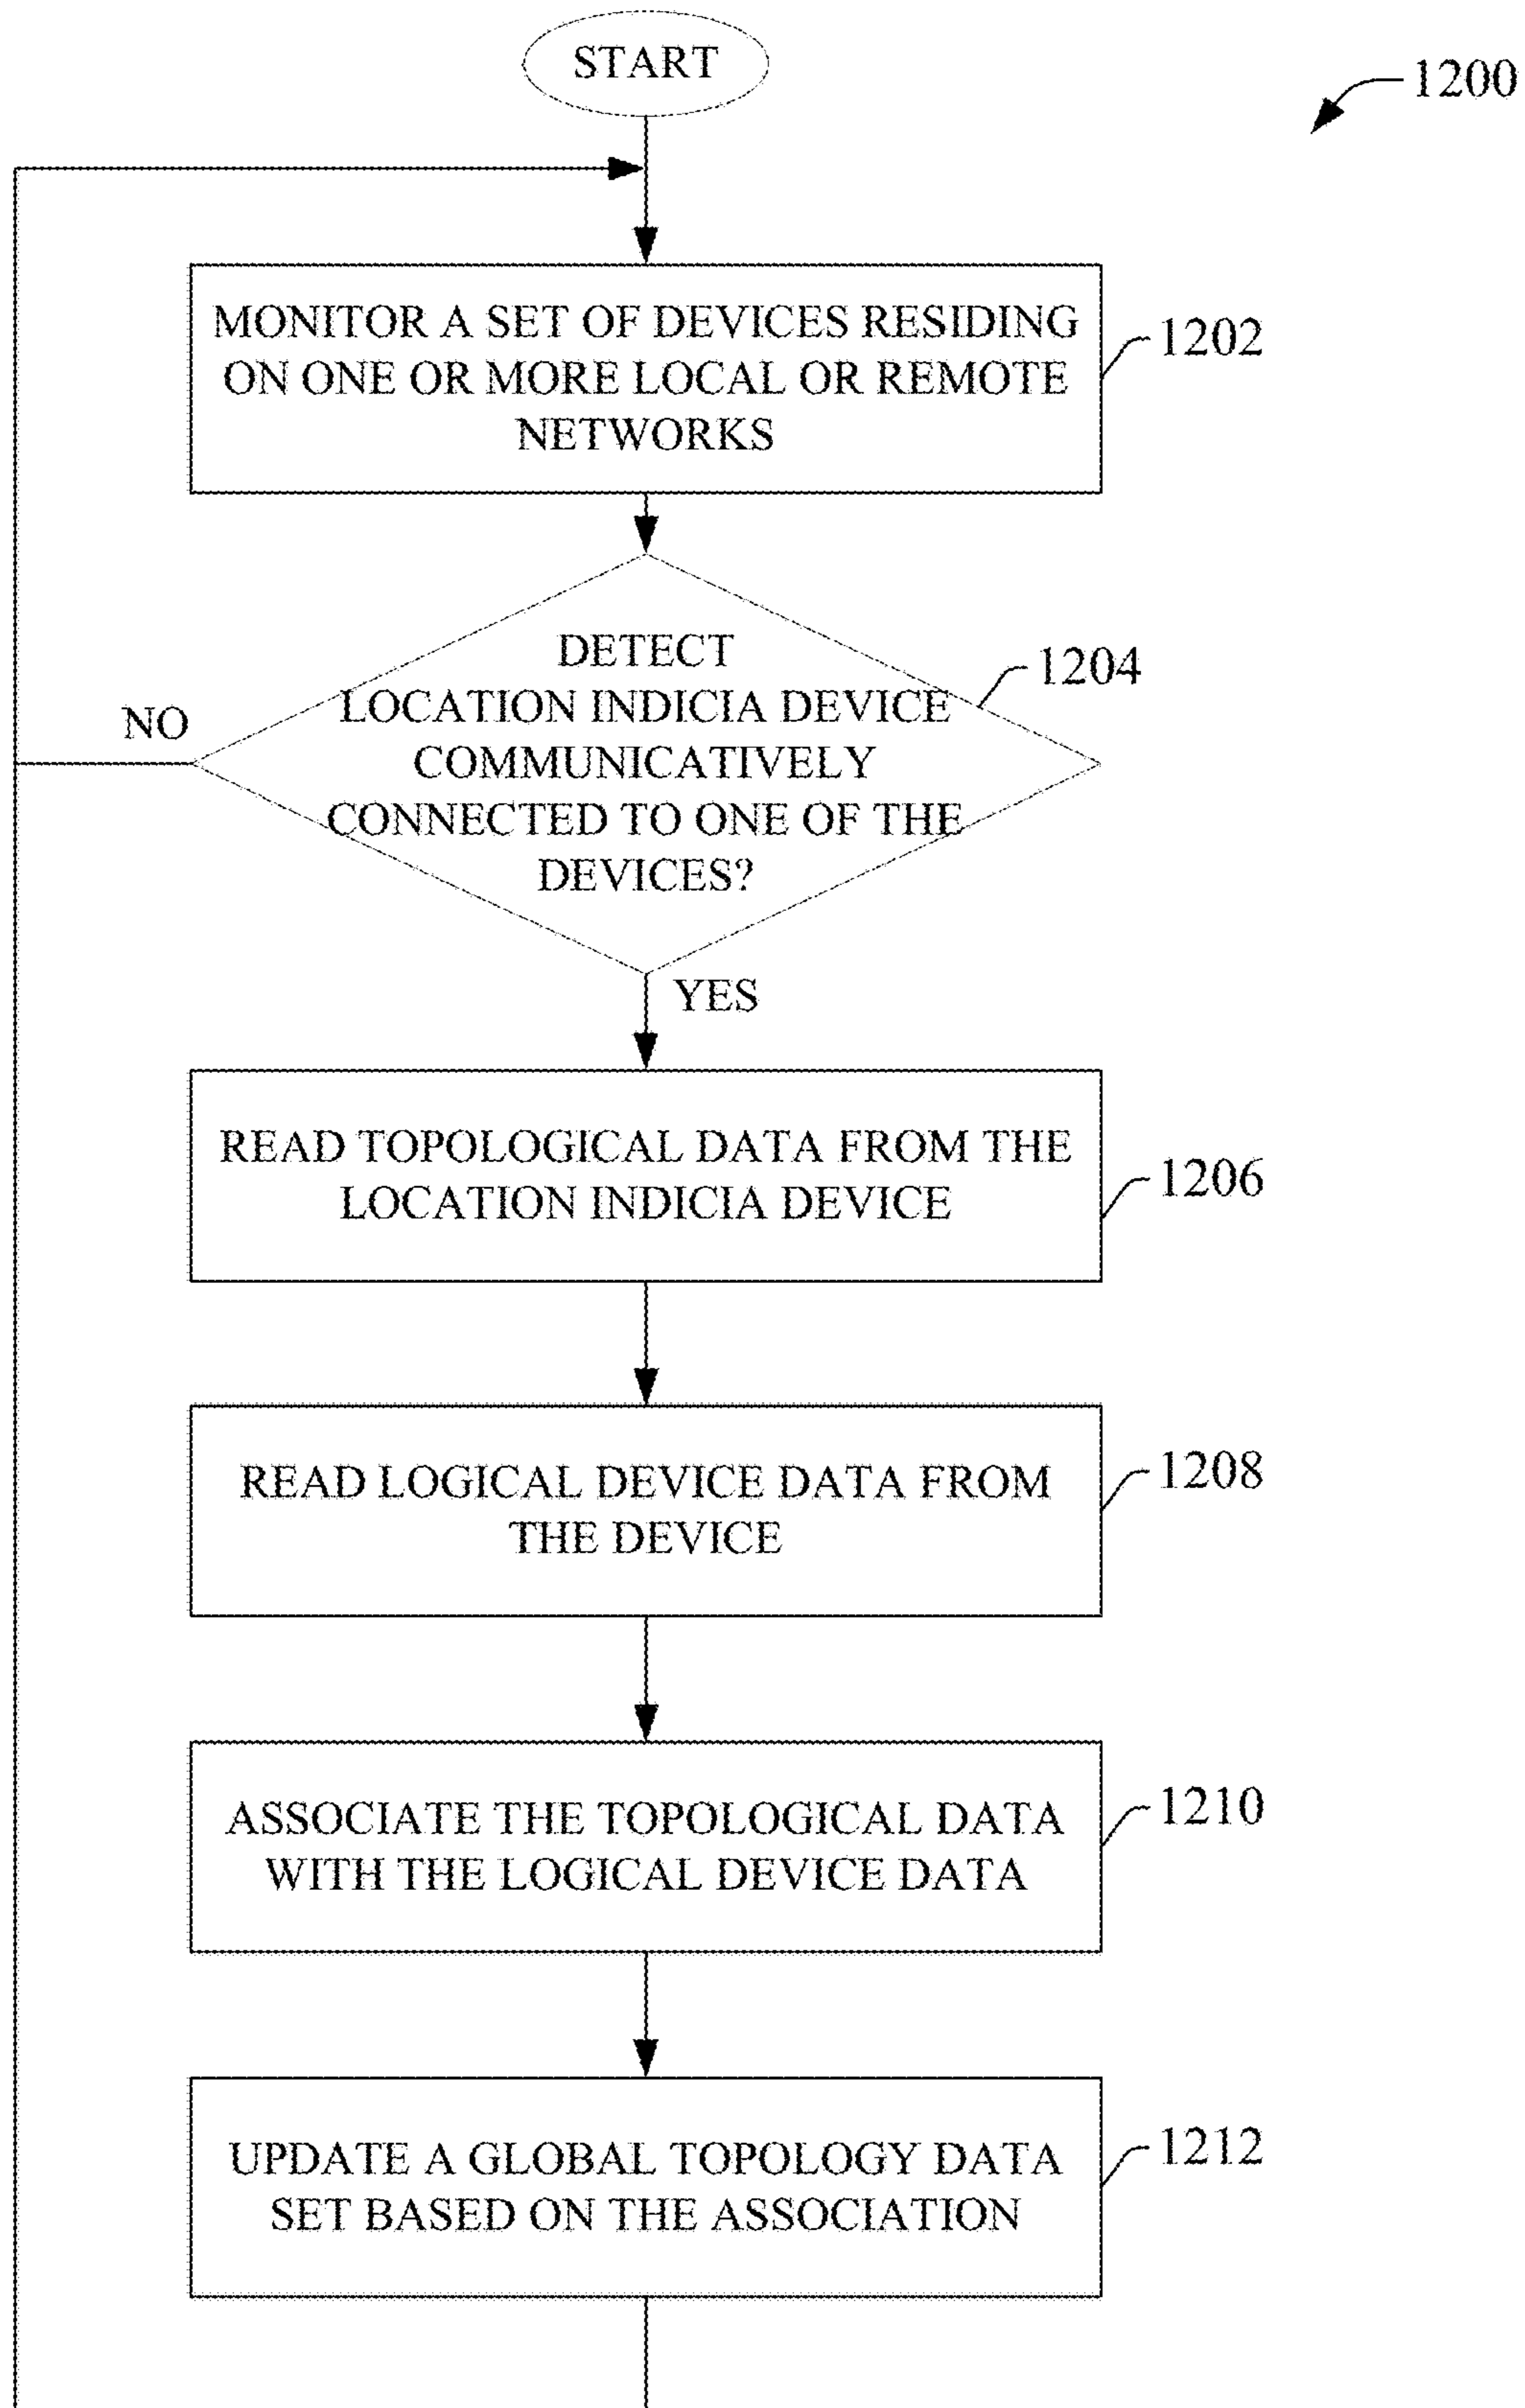 START
1200
MONITOR A SET OF DEVICES RESIDING
ON ONE OR MORE LOCAL OR REMOTE
NETWORKS
1202
DETECT
LOCATION INDICIA DEVICE
COMMUNICATIVELY
CONNECTED TO ONE OF THE
DEVICES?
1204
NO
YES
READ TOPOLOGICAL DATA FROM THE
LOCATION INDICIA DEVICE
1206
READ LOGICAL DEVICE DATA FROM
THE DEVICE
1208
ASSOCIATE THE TOPOLOGICAL DATA
WITH THE LOGICAL DEVICE DATA
1210
UPDATE A GLOBAL TOPOLOGY DATA
SET BASED ON THE ASSOCIATION
1212